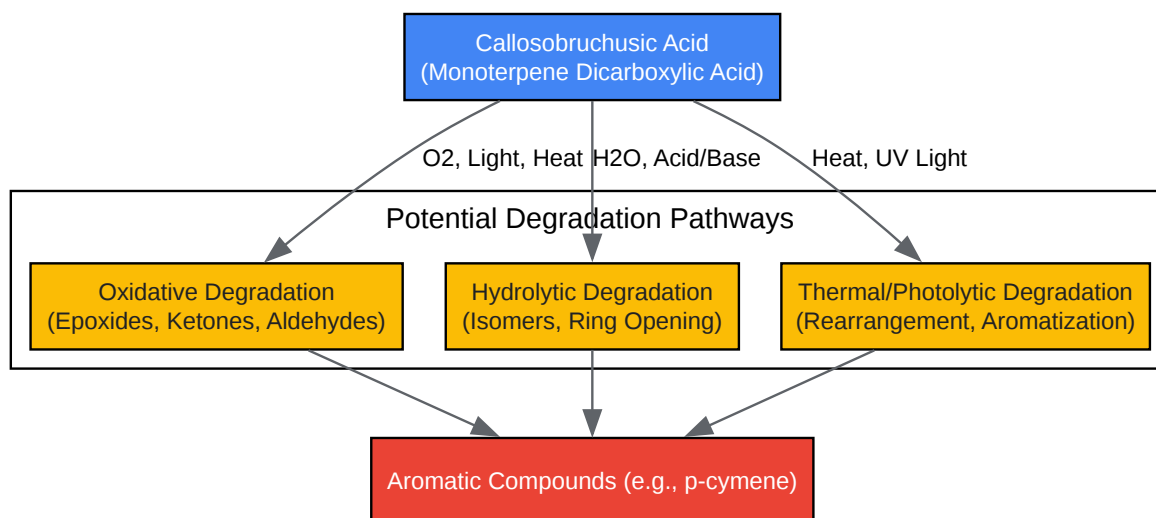 Callosobruchusic Acid
(Monoterpene Dicarboxylic Acid)
O2, Light, Heat
H2O, Acid/Base
Heat, UV Light
Potential Degradation Pathways
Oxidative Degradation
(Epoxides, Ketones, Aldehydes)
Hydrolytic Degradation
(Isomers, Ring Opening)
Thermal/Photolytic Degradation
(Rearrangement, Aromatization)
Aromatic Compounds (e.g., p-cymene)